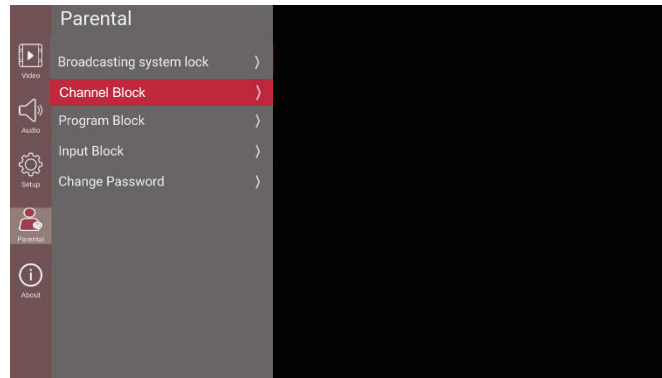 Parental
Video
Audio
Setup
Parental
About
Broadcasting system lock
Channel Block
Program Block
Input Block
Change Password